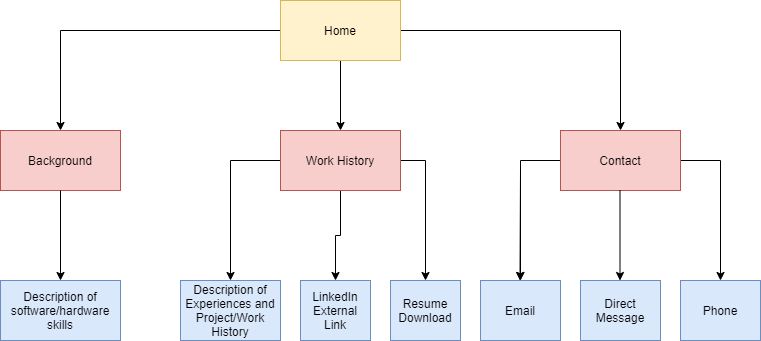 Home
Background
Work History
Contact
Description of
software/hardware
skills
Description of
Experiences and
Project/Work
History
LinkedIn
External
Link
Resume
Download
Email
Direct
Message
Phone